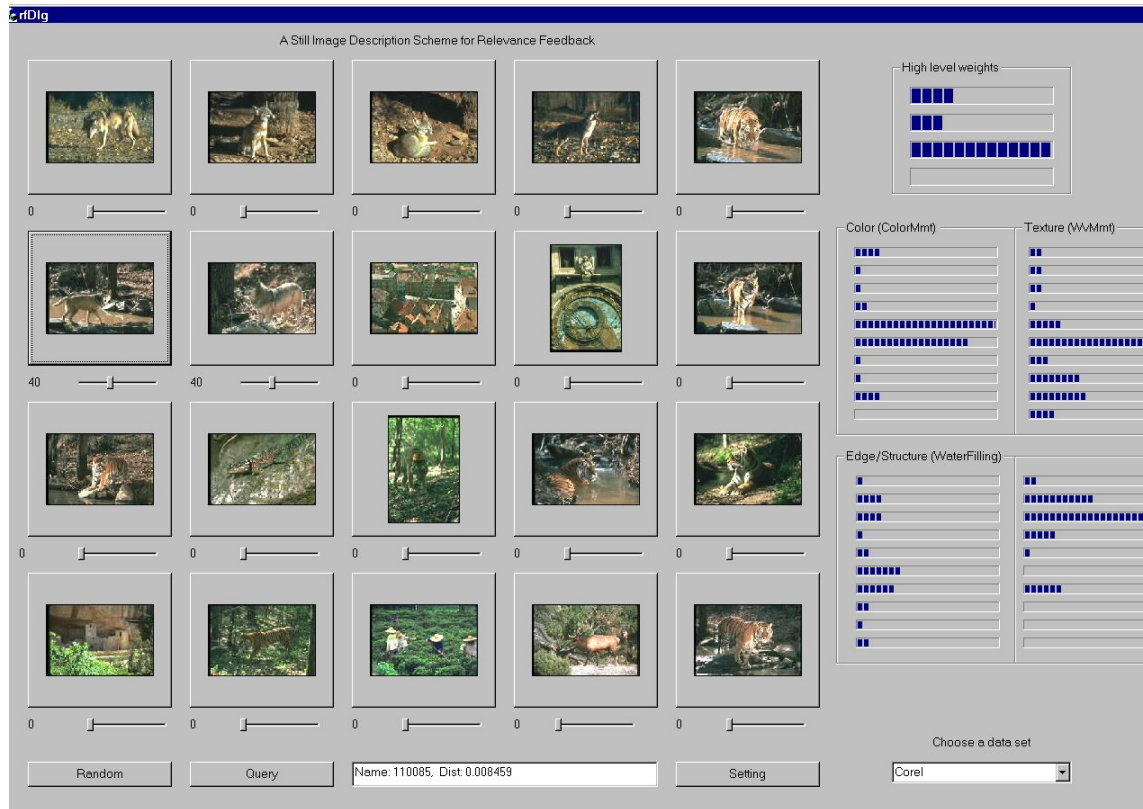 rfDlg
A Still Image Description Scheme for Relevance Feedback
High level weights
0 0 0 0 0
Color (ColorMmt) Texture (WvMmt)
40 40 0 0 0
Edge/Structure (WaterFilling)
0 0 0 0 0
0 0 0 0 0
Choose a data set
Random Query Name: 110085, Dist: 0.008459 Setting Corel